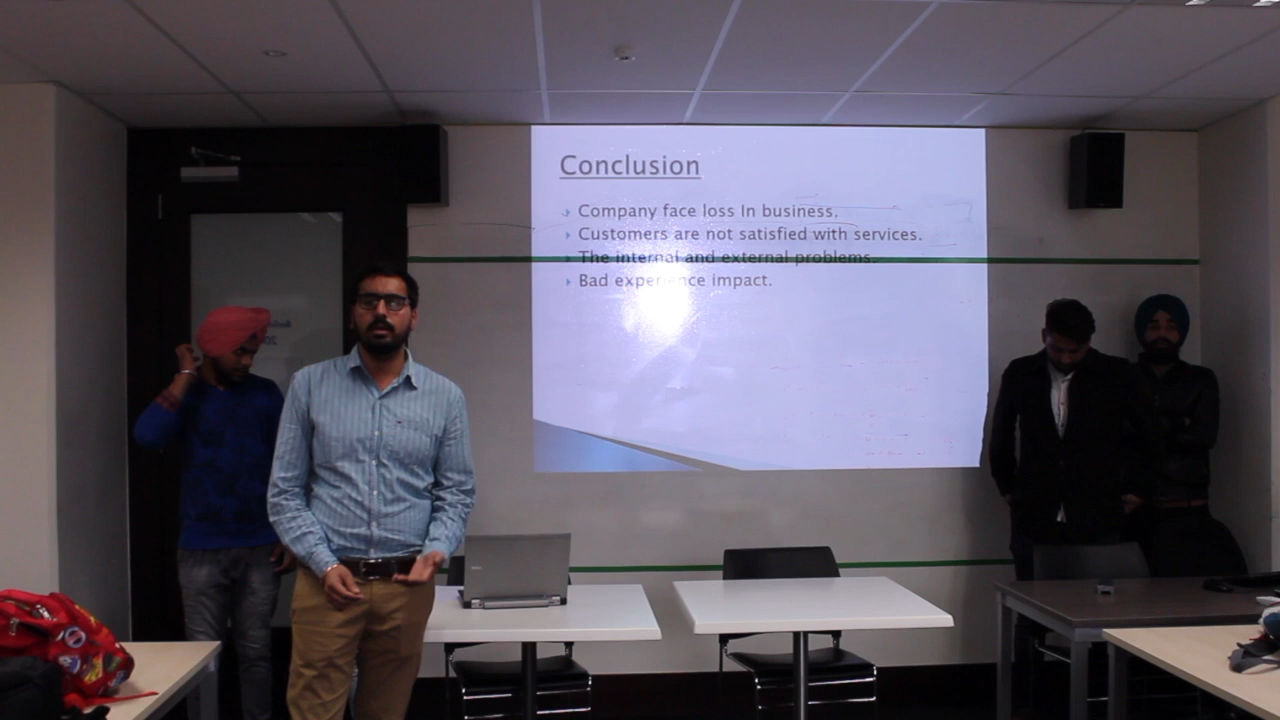 Conclusion
Company face loss In business.
Customers are not satisfied with services.
The internal and external problems.
Bad experience impact.